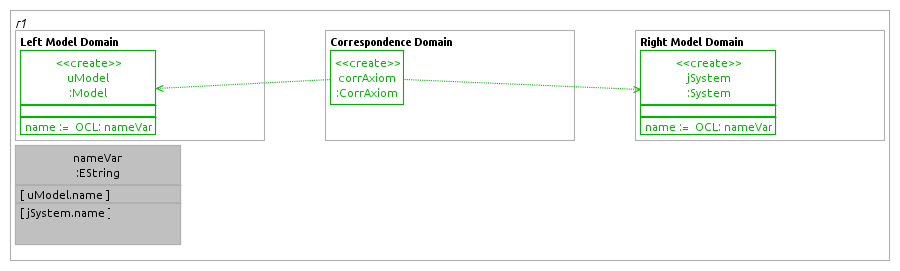 r1
Left Model Domain
<<create>>
uModel
:Model
name := OCL: nameVar
Correspondence Domain
<<create>>
corrAxiom
:CorrAxiom
Right Model Domain
<<create>>
jSystem
:System
name := OCL: nameVar
nameVar
:EString
[ uModel.name ]
[ jSystem.name ]